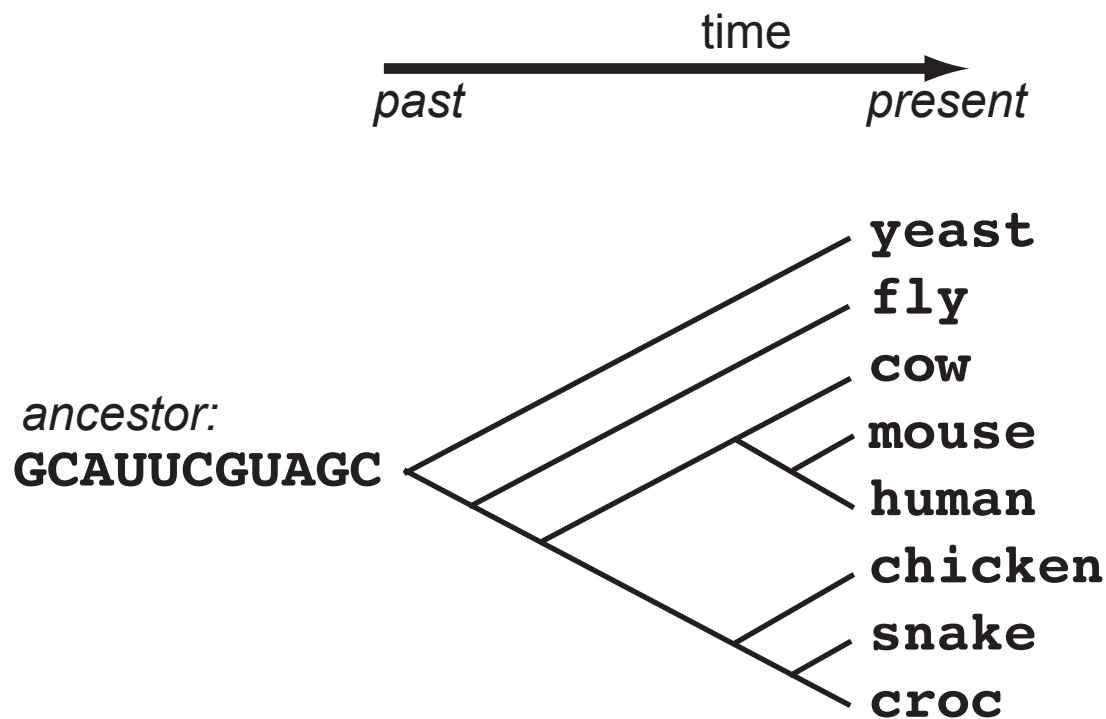 time
past present
yeast
fly
cow
ancestor:
mouse
GCAUUCGUAGC
human
chicken
snake
croc